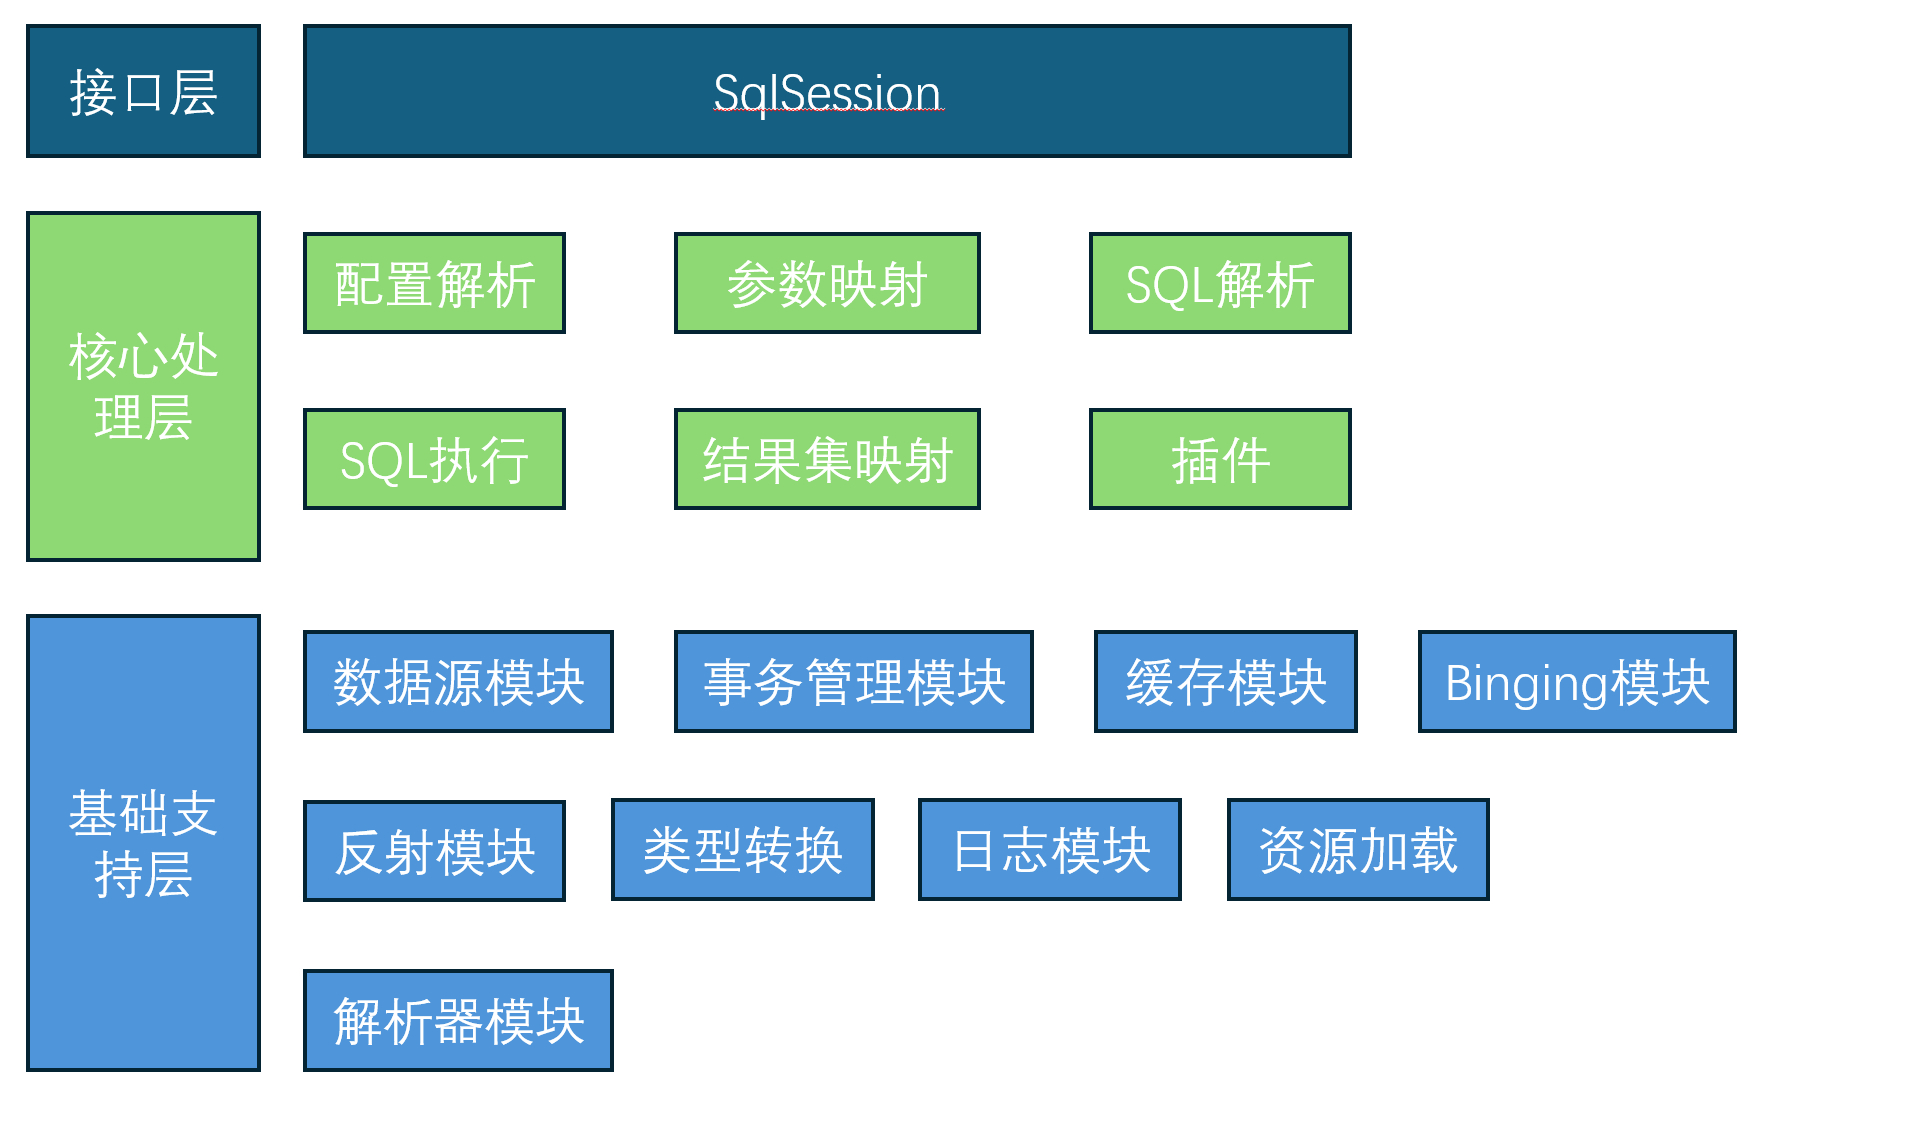 接口层
SqlSession
核心处
理层
配置解析
参数映射
SQL解析
SQL执行
结果集映射
插件
基础支
持层
数据源模块
事务管理模块
缓存模块
Binging模块
反射模块
类型转换
日志模块
资源加载
解析器模块